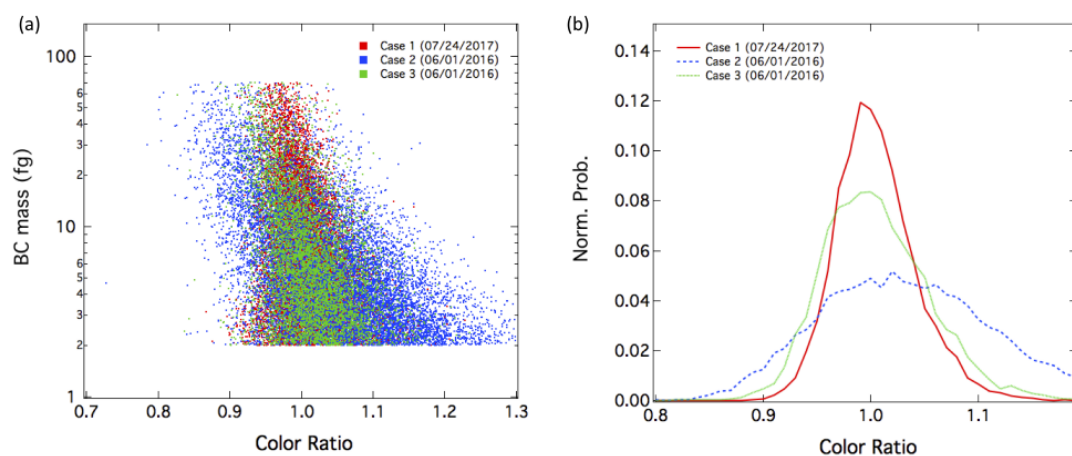 (a)
BC mass (fg)
100
6
5
4
3
2
10
8
6
5
4
3
2
1
Case 1 (07/24/2017)
Case 2 (06/01/2016)
Case 3 (06/01/2016)
0.7 0.8 0.9 1.0 1.1 1.2 1.3
Color Ratio
(b)
Norm. Prob.
0.14
0.12
0.10
0.08
0.06
0.04
0.02
0.00
Case 1 (07/24/2017)
Case 2 (06/01/2016)
Case 3 (06/01/2016)
0.8 0.9 1.0 1.1
Color Ratio